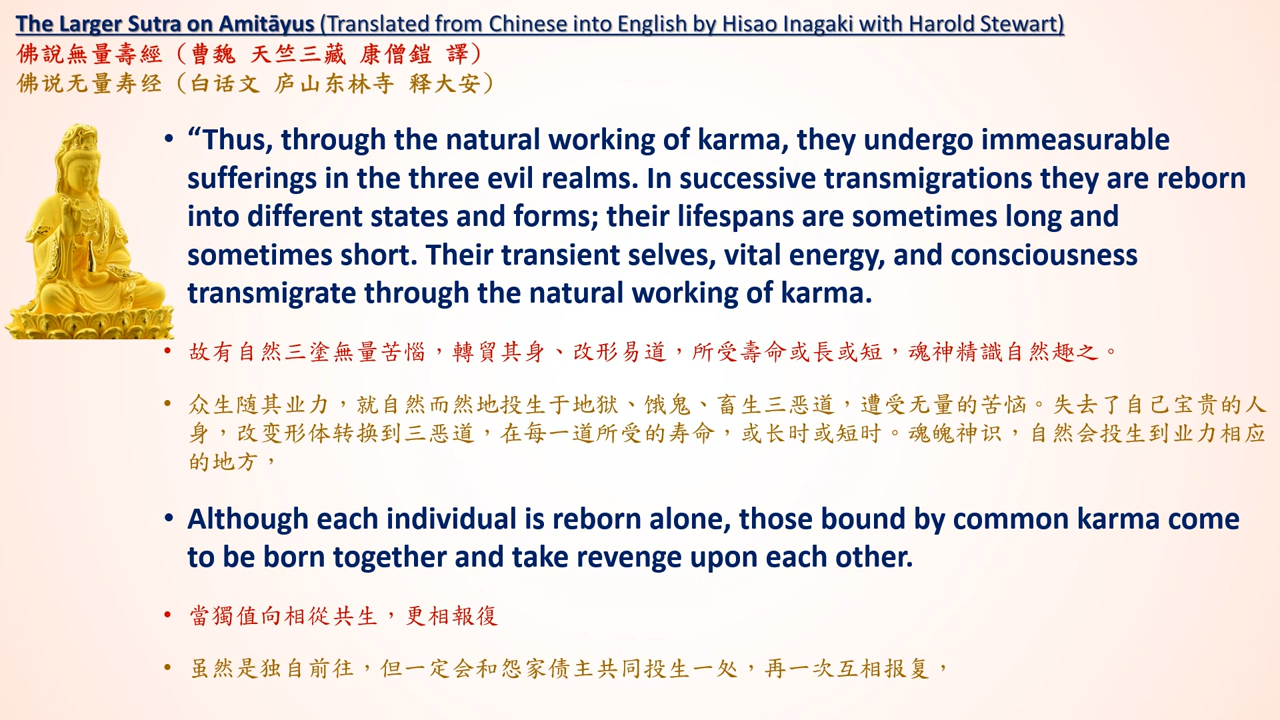 The Larger Sutra on Amitāyus (Translated from Chinese into English by Hisao Inagaki with Harold Stewart)
佛說無量壽經（曹魏 天竺三藏 康僧鎧 譯）
佛说无量寿经（白话文 庐山东林寺 释大安）
• “Thus, through the natural working of karma, they undergo immeasurable
sufferings in the three evil realms. In successive transmigrations they are reborn
into different states and forms; their lifespans are sometimes long and
sometimes short. Their transient selves, vital energy, and consciousness
transmigrate through the natural working of karma.
• 故有自然三塗無量苦惱，轉貿其身、改形易道，所受壽命或長或短，魂神精識自然趣之。
• 众生随其业力，就自然而然地投生于地狱、饿鬼、畜生三恶道，遭受无量的苦恼。失去了自己宝贵的人
身，改变形体转换到三恶道，在每一道所受的寿命，或长时或短时。魂魄神识，自然会投生到业力相应
的地方，
• Although each individual is reborn alone, those bound by common karma come
to be born together and take revenge upon each other.
• 當獨值向相從共生，更相報復
• 虽然是独自前往，但一定会和怨家债主共同投生一处，再一次互相报复，